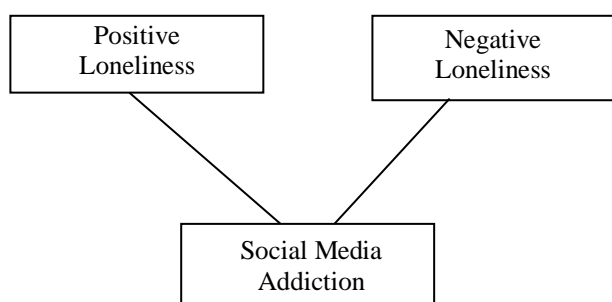 Positive
Loneliness
Negative
Loneliness
Social Media
Addiction